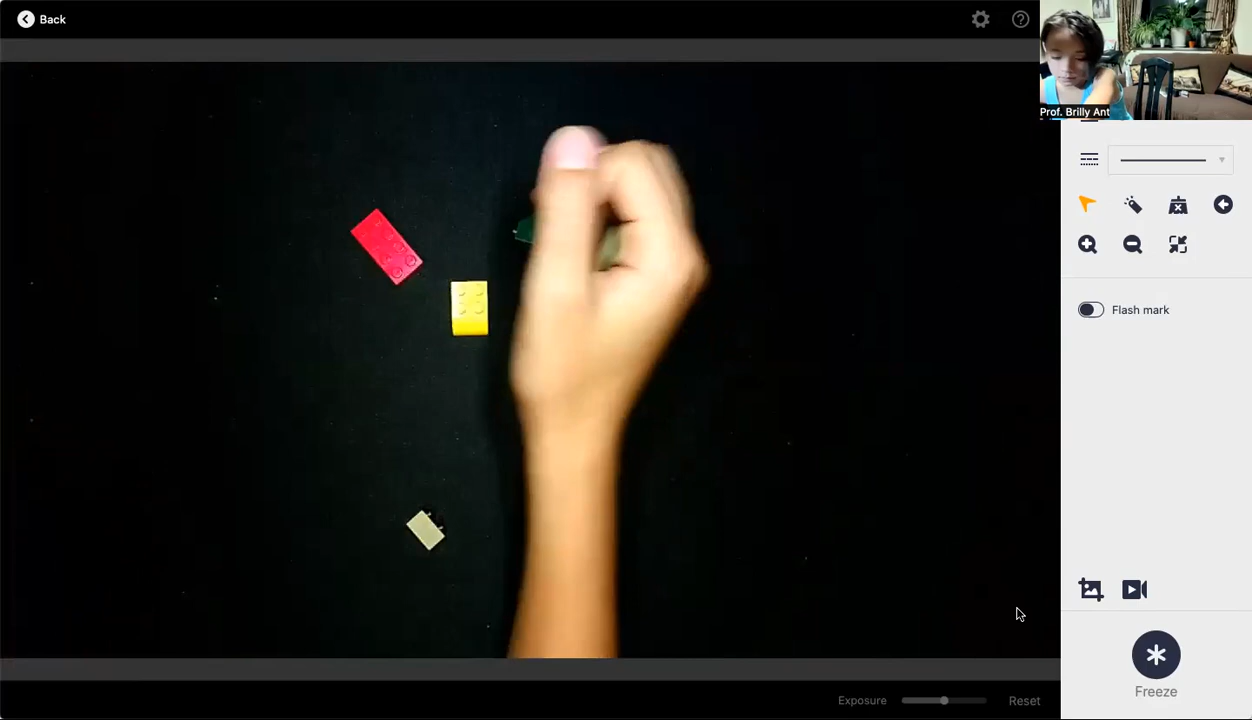 Back
Prof. Brilly Ant
Flash mark
Freeze
Exposure
Reset